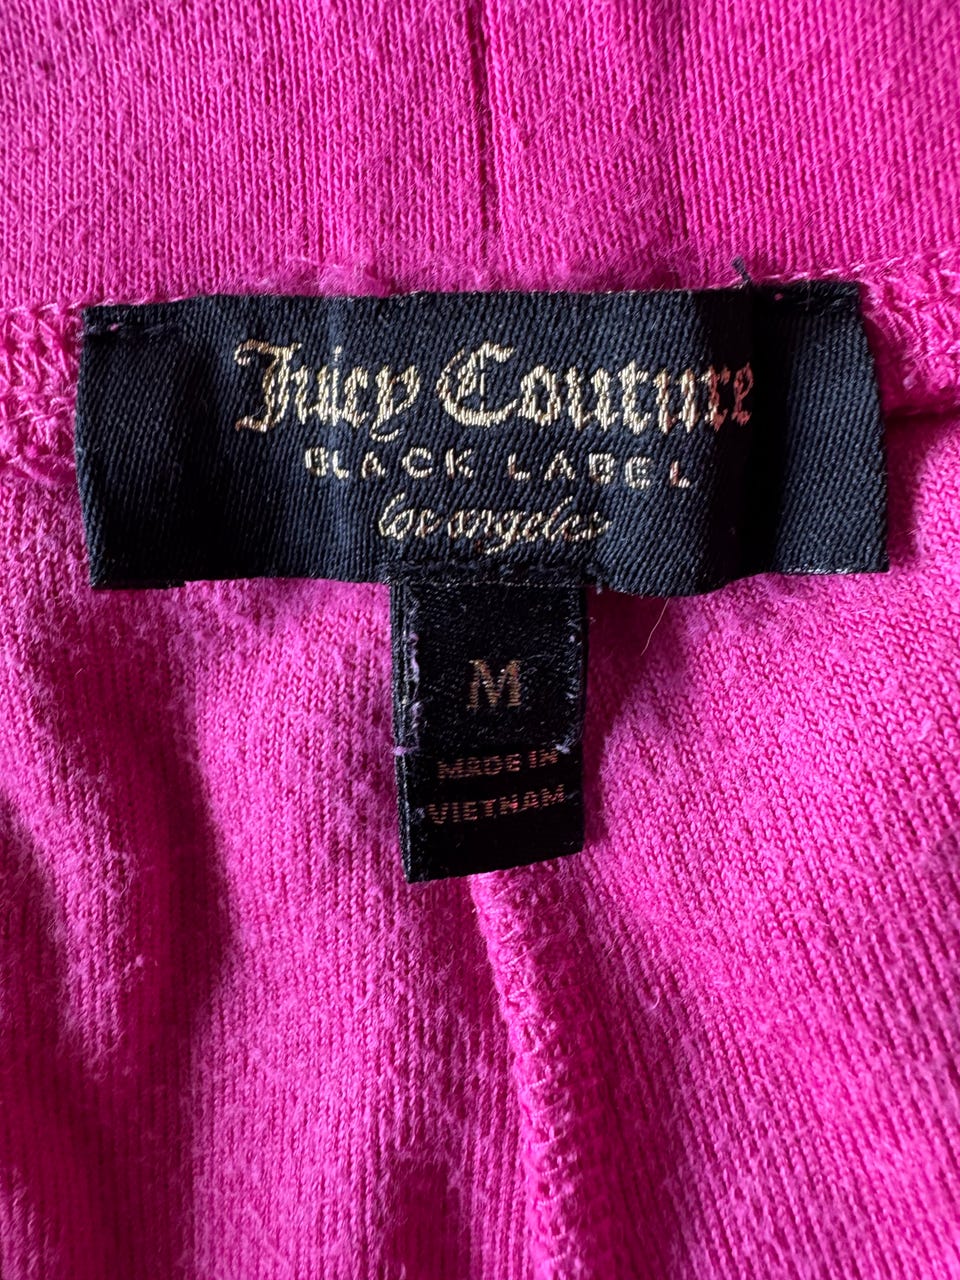 Juicy Couture
BLACK LABEL
los angeles
M
MADE IN
VIETNAM